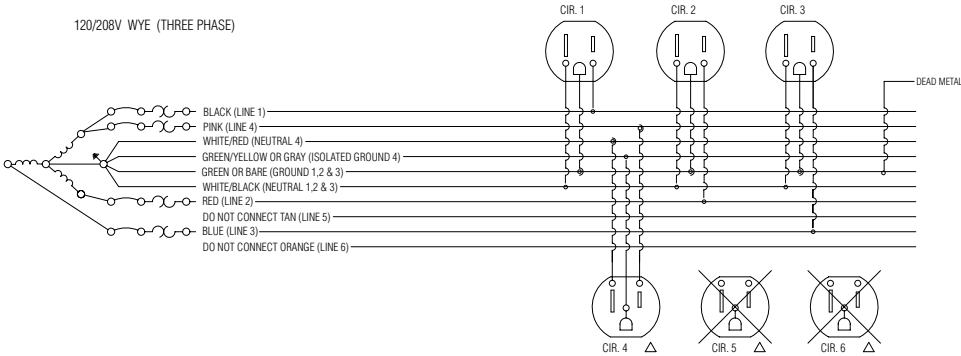 120/208V WYE (THREE PHASE)
CIR. 1
CIR. 2
CIR. 3
DEAD METAL
BLACK (LINE 1)
PINK (LINE 4)
WHITE/RED (NEUTRAL 4)
GREEN/YELLOW OR GRAY (ISOLATED GROUND 4)
GREEN OR BARE (GROUND 1,2 & 3)
WHITE/BLACK (NEUTRAL 1,2 & 3)
RED (LINE 2)
DO NOT CONNECT TAN (LINE 5)
BLUE (LINE 3)
DO NOT CONNECT ORANGE (LINE 6)
CIR. 4
CIR. 5
CIR. 6